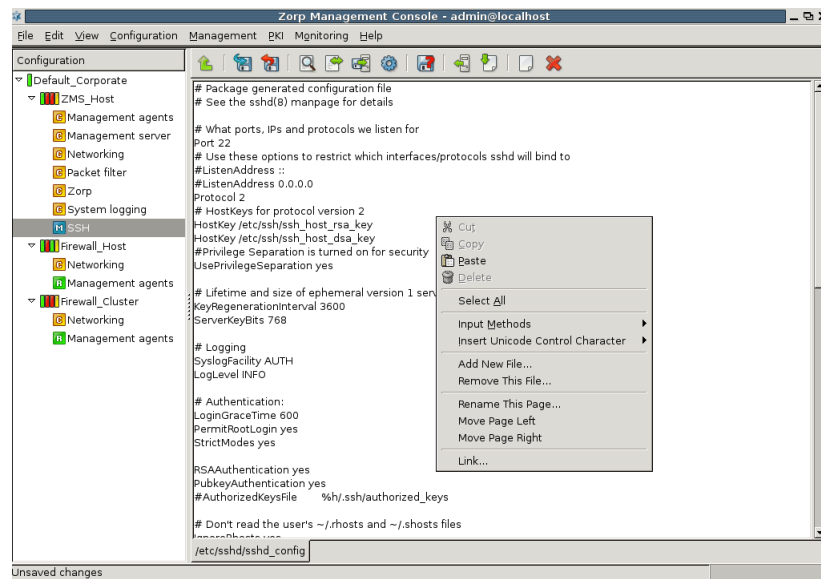 Zorp Management Console - admin@localhost
File Edit View Configuration Management PKI Monitoring Help
Configuration
Default_Corporate
ZMS_Host
Management agents
Management server
Networking
Packet filter
Zorp
System logging
SSH
Firewall_Host
Networking
Management agents
Firewall_Cluster
Networking
Management agents
# Package generated configuration file
# See the sshd(8) manpage for details
# What ports, IPs and protocols we listen for
Port 22
# Use these options to restrict which interfaces/protocols sshd will bind to
#ListenAddress ::
#ListenAddress 0.0.0.0
Protocol 2
# HostKeys for protocol version 2
HostKey /etc/ssh/ssh_host_rsa_key
HostKey /etc/ssh/ssh_host_dsa_key
#Privilege Separation is turned on for security
UsePrivilegeSeparation yes
# Lifetime and size of ephemeral version 1
KeyRegenerationInterval 3600
ServerKeyBits 768
# Logging
SyslogFacility AUTH
LogLevel INFO
# Authentication:
LoginGraceTime 600
PermitRootLogin yes
StrictModes yes
RSAAuthentication yes
PubkeyAuthentication yes
#AuthorizedKeysFile %h/.ssh/authorized_keys
# Don't read the user's ~/.rhosts and ~/.shosts files
Cut
Copy
Paste
Delete
Select All
Input Methods
Insert Unicode Control Character
Add New File...
Remove This File...
Rename This Page...
Move Page Left
Move Page Right
Link...
/etc/sshd/sshd_config
Unsaved changes